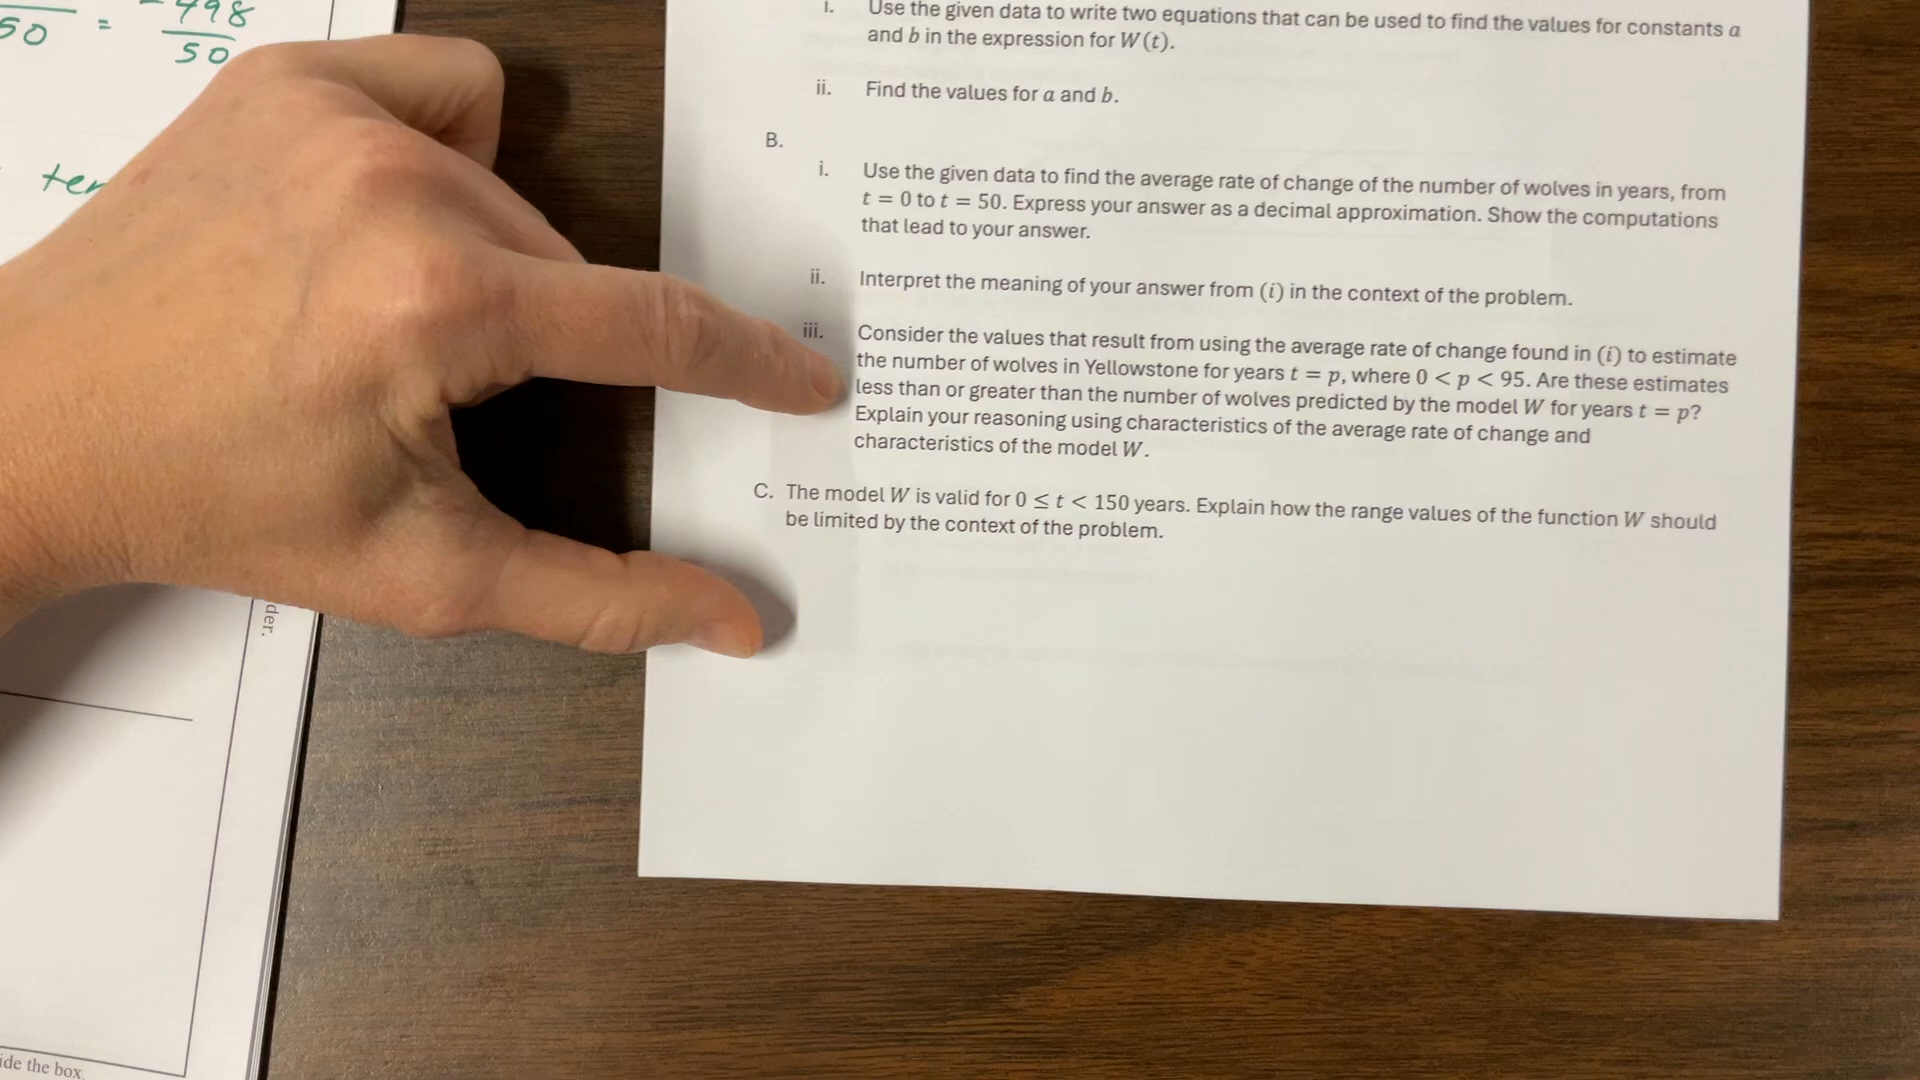 50 = -498
50
ter
i. Use the given data to write two equations that can be used to find the values for constants a
and b in the expression for W(t).
ii. Find the values for a and b.
B.
i. Use the given data to find the average rate of change of the number of wolves in years, from
t = 0 to t = 50. Express your answer as a decimal approximation. Show the computations
that lead to your answer.
ii. Interpret the meaning of your answer from (i) in the context of the problem.
iii. Consider the values that result from using the average rate of change found in (i) to estimate
the number of wolves in Yellowstone for years t = p, where 0 < p < 95. Are these estimates
less than or greater than the number of wolves predicted by the model W for years t = p?
Explain your reasoning using characteristics of the average rate of change and
characteristics of the model W.
C. The model W is valid for 0 ≤ t < 150 years. Explain how the range values of the function W should
be limited by the context of the problem.
der.
ide the box.